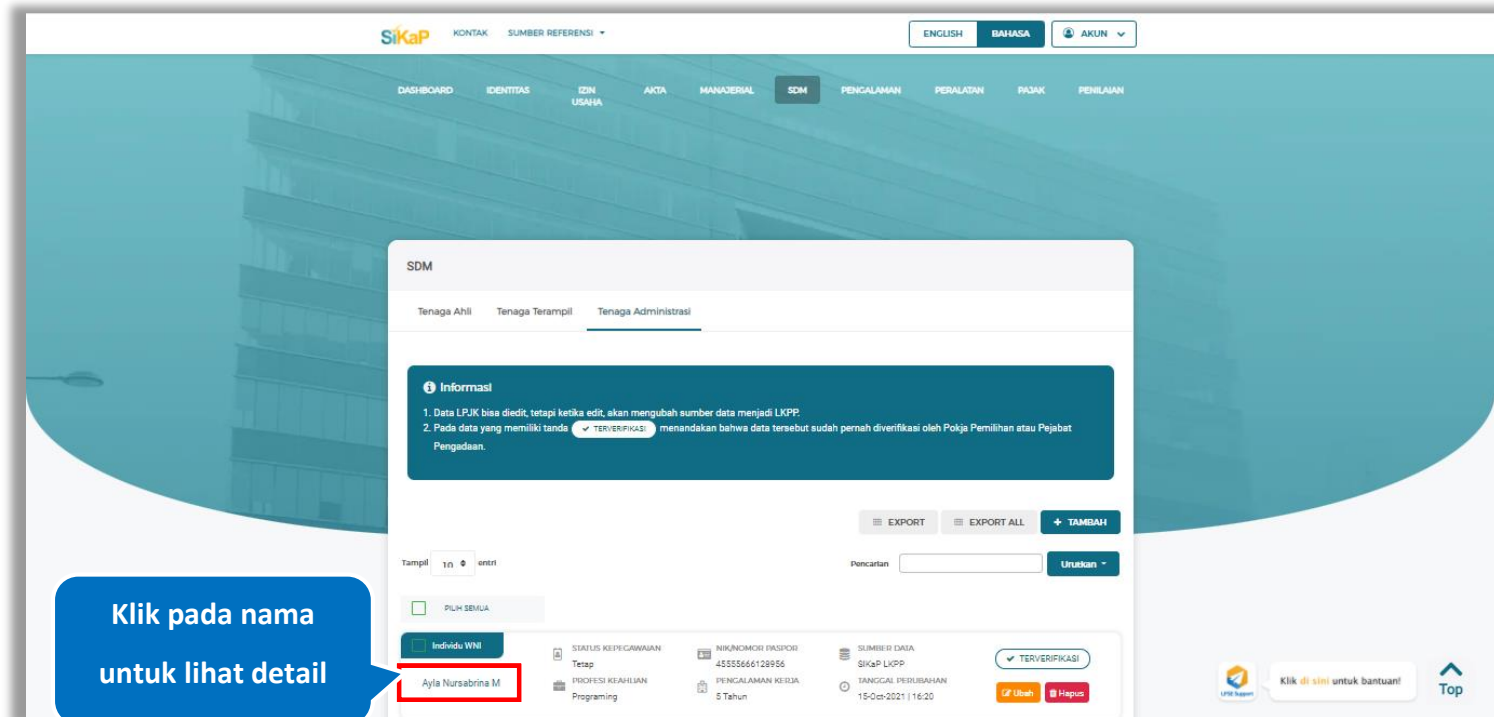 SiKaP KONTAK SUMBER REFERENSI ENGLISH BAHASA AKUN
DASHBOARD IDENTITAS IZIN USAHA AKTA MANAJERIAL SDM PENGALAMAN PERALATAN PAJAK PENILAIAN
SDM
Tenaga Ahli Tenaga Terampil Tenaga Administrasi
Informasi
1. Data LPJK bisa diedit, tetapi ketika edit, akan mengubah sumber data menjadi LKPP.
2. Pada data yang memiliki tanda TERVERIFIKASI menandakan bahwa data tersebut sudah pernah diverifikasi oleh Pokja Pemilihan atau Pejabat
Pengadaan.
EXPORT EXPORT ALL + TAMBAH
Tampil 10 entri Pencarian Urutkan
PILIH SEMUA
Klik pada nama
untuk lihat detail
Individu WNI
Ayla Nursabrina M
STATUS KEPEGAWAIAN
Tetap
PROFESI KEAHLIAN
Programing
NIK/NOMOR PASPOR
45555666128956
PENGALAMAN KERJA
5 Tahun
SUMBER DATA
SIKaP LKPP
TANGGAL PERUBAHAN
15-Oct-2021 | 16:20
TERVERIFIKASI
Ubah Hapus
LPSE Support
Klik di sini untuk bantuan!
Top